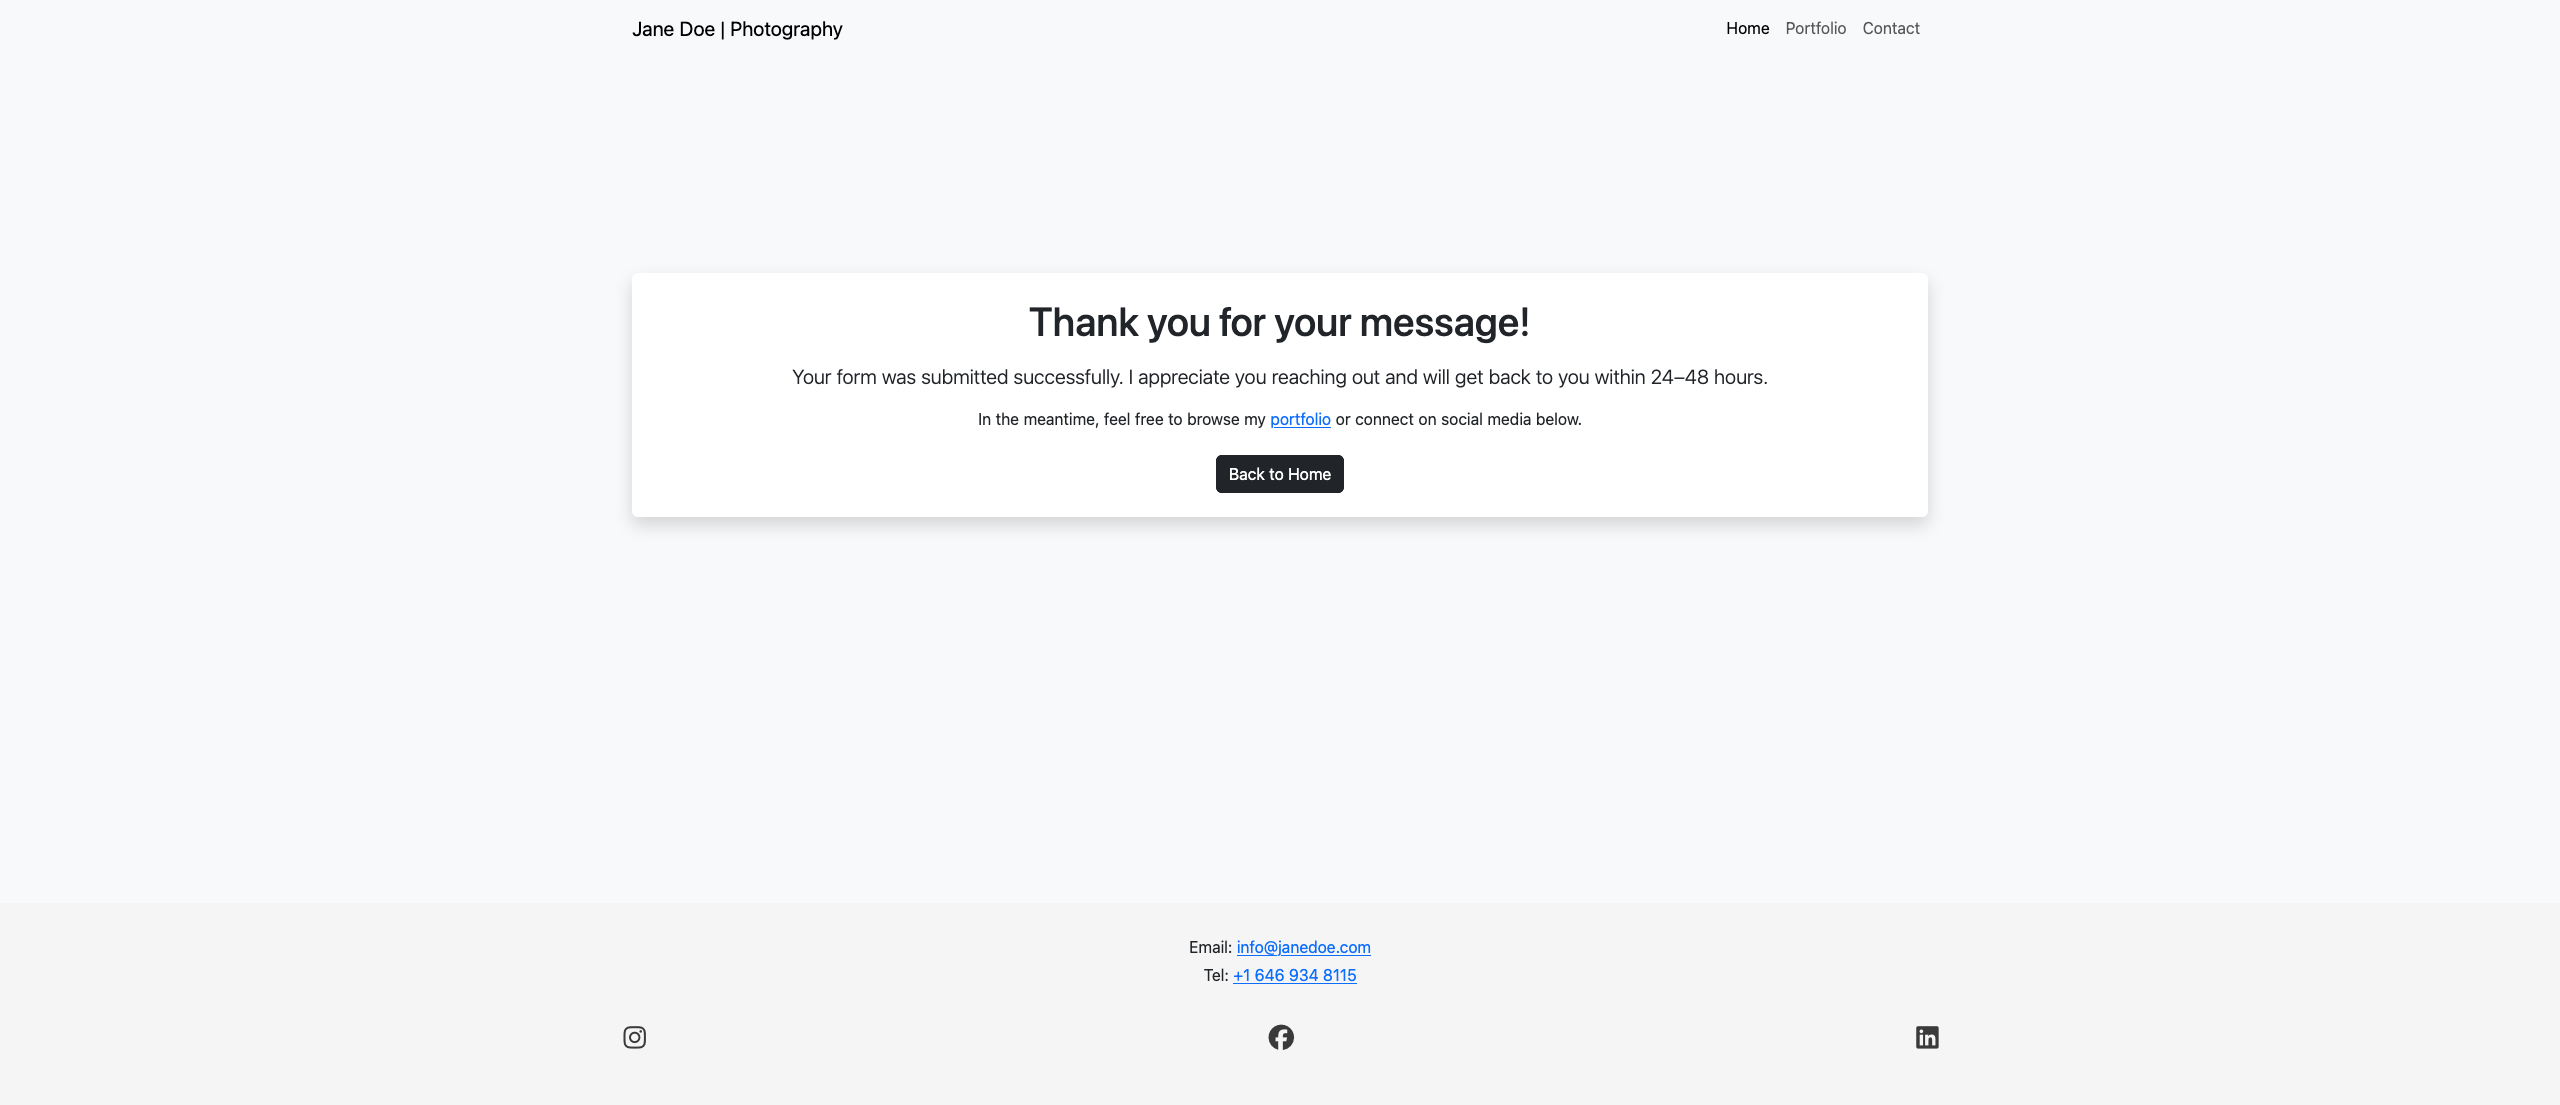 Jane Doe | Photography
Home Portfolio Contact
Thank you for your message!
Your form was submitted successfully. I appreciate you reaching out and will get back to you within 24–48 hours.
In the meantime, feel free to browse my portfolio or connect on social media below.
Back to Home
Email: info@janedoe.com
Tel: +1 646 934 8115